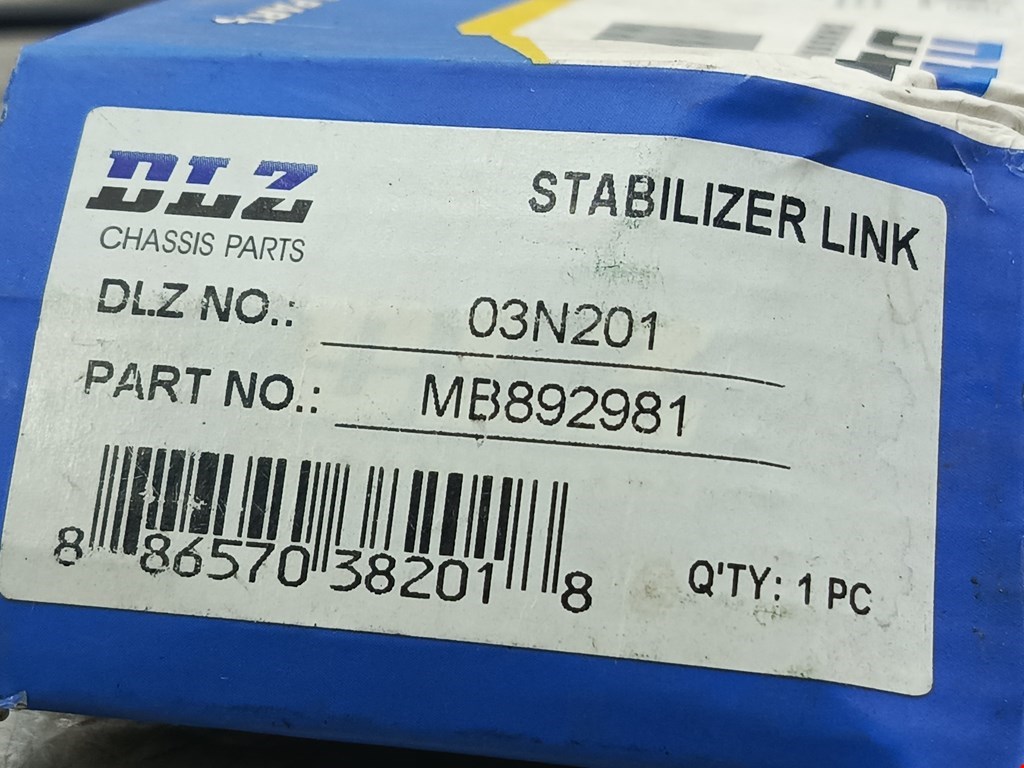 DLZ
CHASSIS PARTS
STABILIZER LINK
DLZ NO.: 03N201
PART NO.: MB892981
8 86570 38201 8
Q'TY: 1 PC